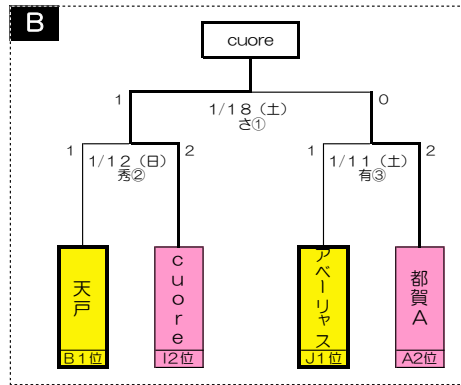 B
cuore
1
0
1/18（土）
さ①
1
2
1
2
1/12（日）
秀②
1/11（土）
有③
天戸
cuore
アベーリャス
都賀A
B1位
I2位
J1位
A2位